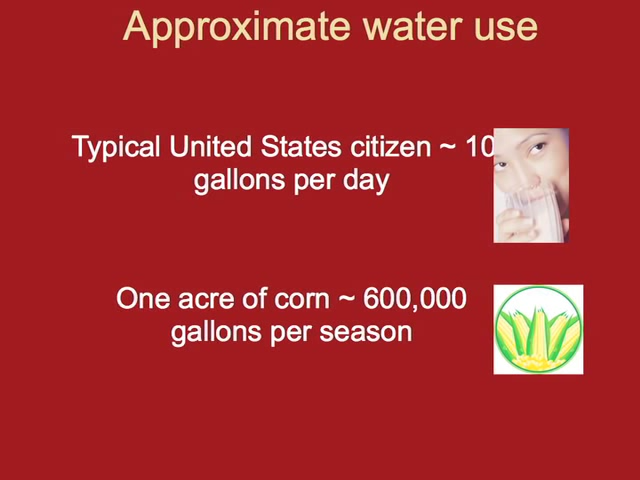 Approximate water use
Typical United States citizen ~ 10
gallons per day
One acre of corn ~ 600,000
gallons per season